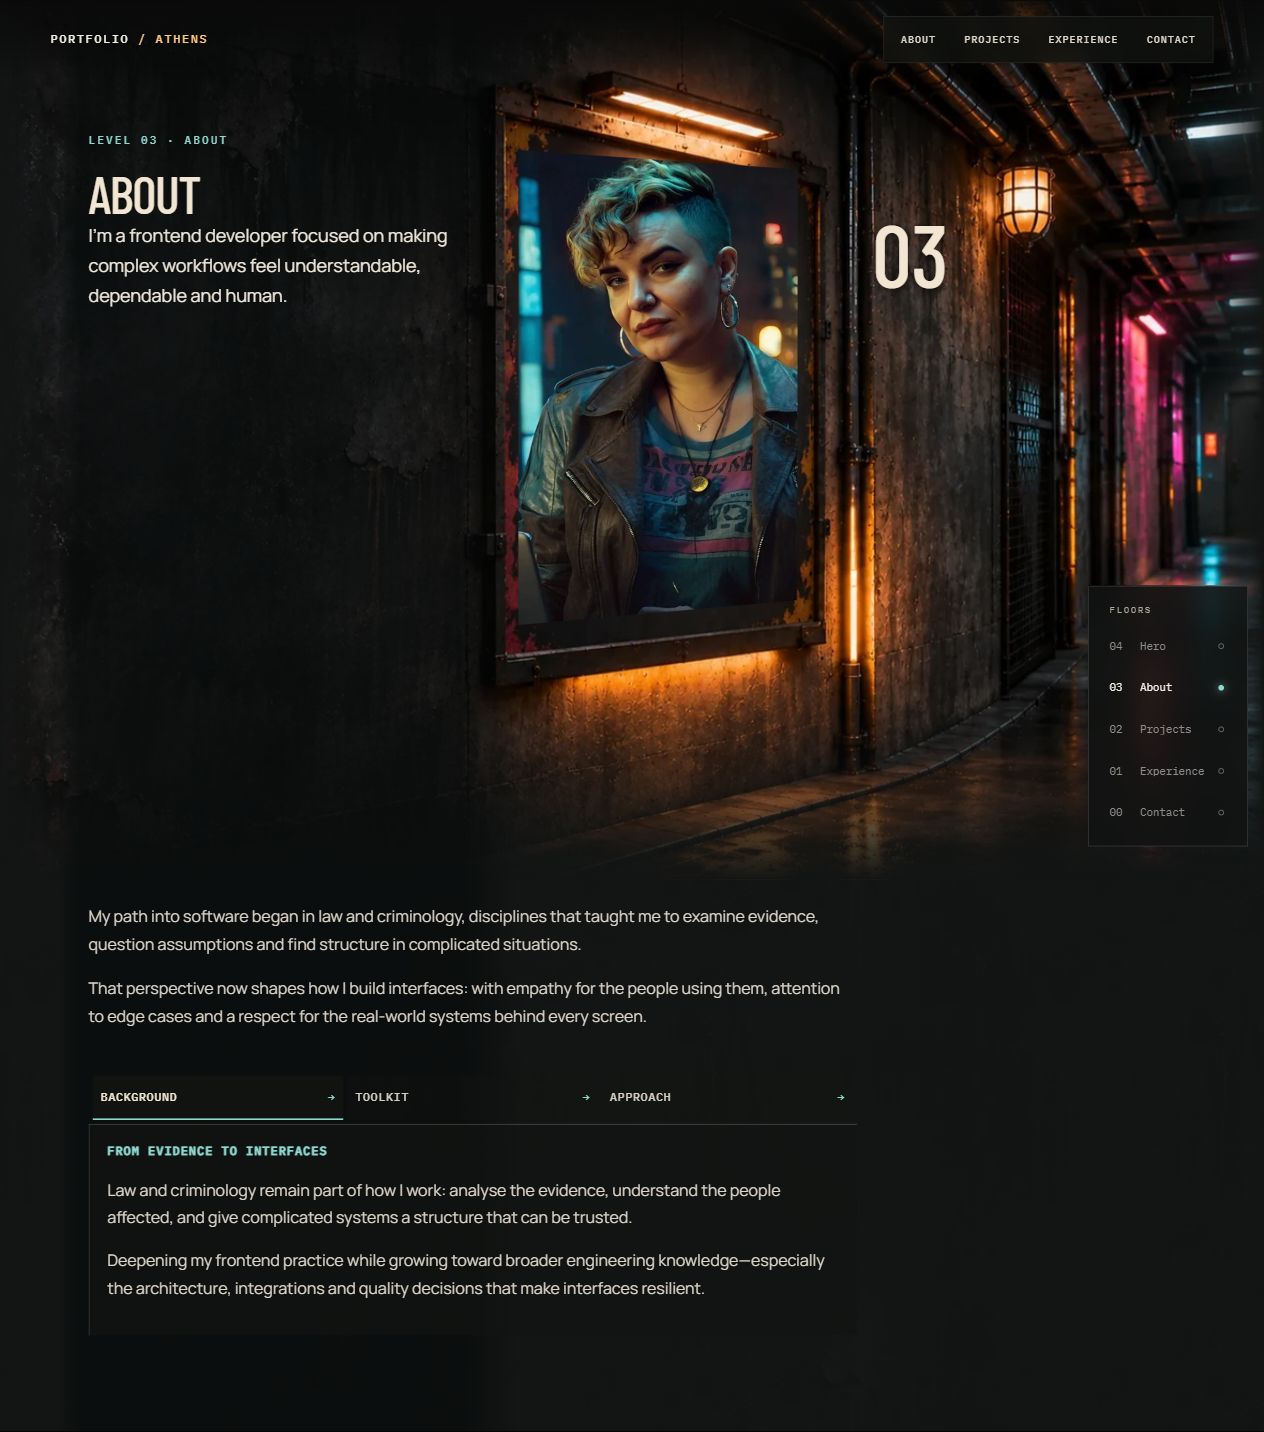 PORTFOLIO / ATHENS
ABOUT PROJECTS EXPERIENCE CONTACT
LEVEL 03 · ABOUT
ABOUT
I'm a frontend developer focused on making
complex workflows feel understandable,
dependable and human.
03
FLOORS
04 Hero
03 About
02 Projects
01 Experience
00 Contact
My path into software began in law and criminology, disciplines that taught me to examine evidence,
question assumptions and find structure in complicated situations.
That perspective now shapes how I build interfaces: with empathy for the people using them, attention
to edge cases and a respect for the real-world systems behind every screen.
BACKGROUND → TOOLKIT → APPROACH →
FROM EVIDENCE TO INTERFACES
Law and criminology remain part of how I work: analyse the evidence, understand the people
affected, and give complicated systems a structure that can be trusted.
Deepening my frontend practice while growing toward broader engineering knowledge—especially
the architecture, integrations and quality decisions that make interfaces resilient.